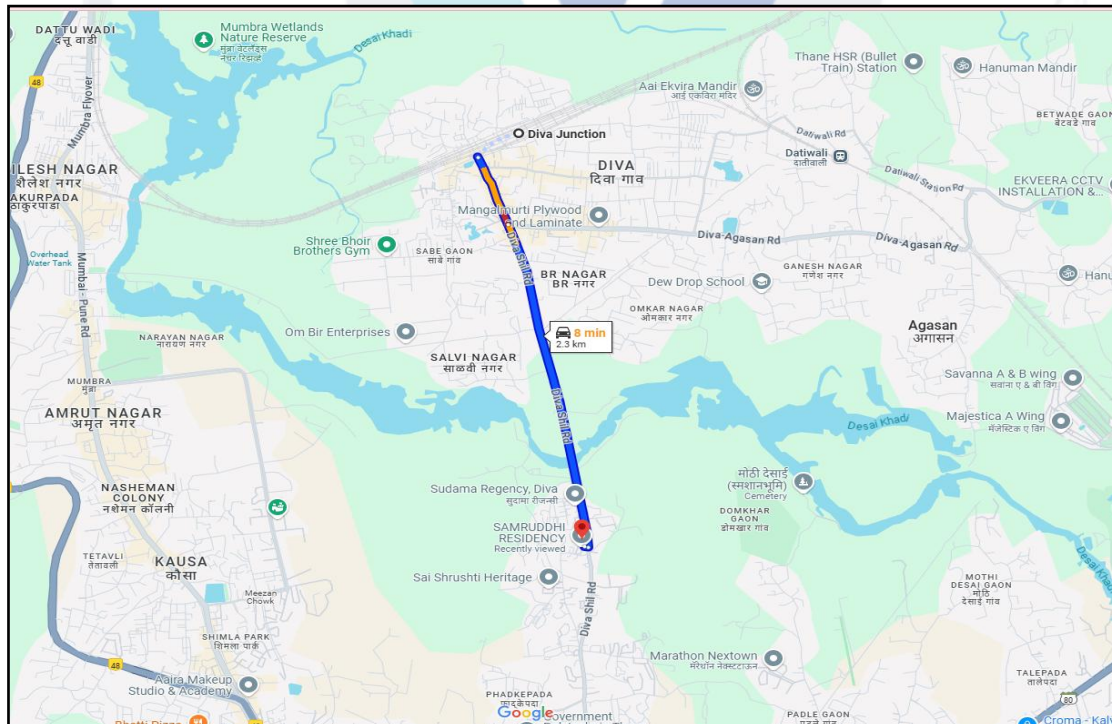 DATTU WADI
दत्तू वाडी
48
Mumbra Wetlands
Nature Reserve
मुंब्रा वेटलँड्स
नेचर रिझर्व्ह
Desai Khadi
Thane HSR (Bullet
Train) Station
Hanuman Mandir
Aai Ekvira Mandir
आई एकविरा मंदिर
Mumbra Flyover
BETWADE GAON
बेटवडे गाव
Diva Junction
Datiwali Rd
Datiwali
दातीवाली
DIVA
दिवा गाव
ILESH NAGAR
शैलेश नगर
AKURPADA
ठाकुरपाडा
Datiwali Station Rd
EKVEERA CCTV
INSTALLATION &...
Mangalmurti Plywood
and Laminate
Diva-Agasan Rd
Diva-Agasan Rd
Shree Bhoir
Brothers Gym
SABE GAON
साबे गांव
Diva Shil Rd
Overhead
Water Tank
Mumbai - Pune Rd
BR NAGAR
BR नगर
Dew Drop School
GANESH NAGAR
गणेश नगर
Hanu
OMKAR NAGAR
ओमकार नगर
Om Bir Enterprises
8 min
2.3 km
Agasan
अगासन
NARAYAN NAGAR
नारायण नगर
SALVI NAGAR
साळवी नगर
Savanna A & B wing
सवाना ए & बी विंग
MUMBRA
मुंब्रा
AMRUT NAGAR
अमृत नगर
Diva Shil Rd
Desai Khadi
Majestica A Wing
मॅजेस्टिक ए विंग
NASHEMAN
COLONY
नशेमन कॉलनी
Sudama Regency, Diva
सुदामा रीजन्सी
मोठी देसाई
(स्मशानभूमि)
Cemetery
DOMKHAR
GAON
डोमखार गांव
SAMRUDDHI
RESIDENCY
Recently viewed
TETAVLI
तेतावली
KAUSA
कौसा
Sai Shrushti Heritage
Desai Khadi
MOTHI
DESAI GAON
मोठि
देसाई गांव
Meezan
Chowk
Diva Shil Rd
SHIMLA PARK
शिमला पार्क
48
Marathon Nextown
मॅरेथॉन नेक्स्टटाऊन
Aaira Makeup
Studio & Academy
TALEPADA
तालेपदा
PHADKEPADA
फाद्केपदा
80
PADLE GAON
Google
Government
Croma - Kal